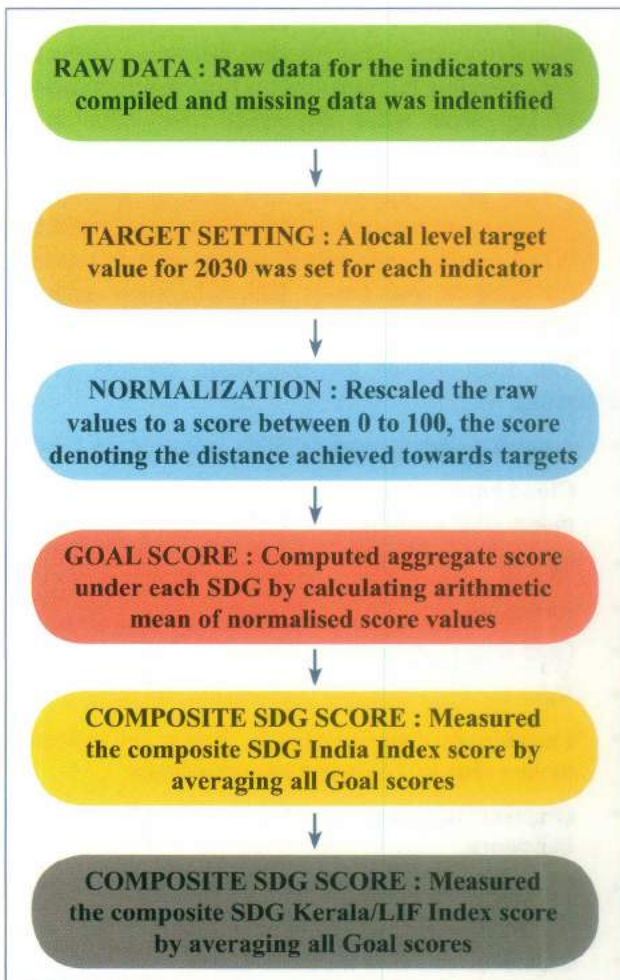 RAW DATA : Raw data for the indicators was
compiled and missing data was indentified
TARGET SETTING : A local level target
value for 2030 was set for each indicator
NORMALIZATION : Rescaled the raw
values to a score between 0 to 100, the score
denoting the distance achieved towards targets
GOAL SCORE : Computed aggregate score
under each SDG by calculating arithmetic
mean of normalised score values
COMPOSITE SDG SCORE : Measured
the composite SDG India Index score by
averaging all Goal scores
COMPOSITE SDG SCORE : Measured
the composite SDG Kerala/LIF Index score
by averaging all Goal scores